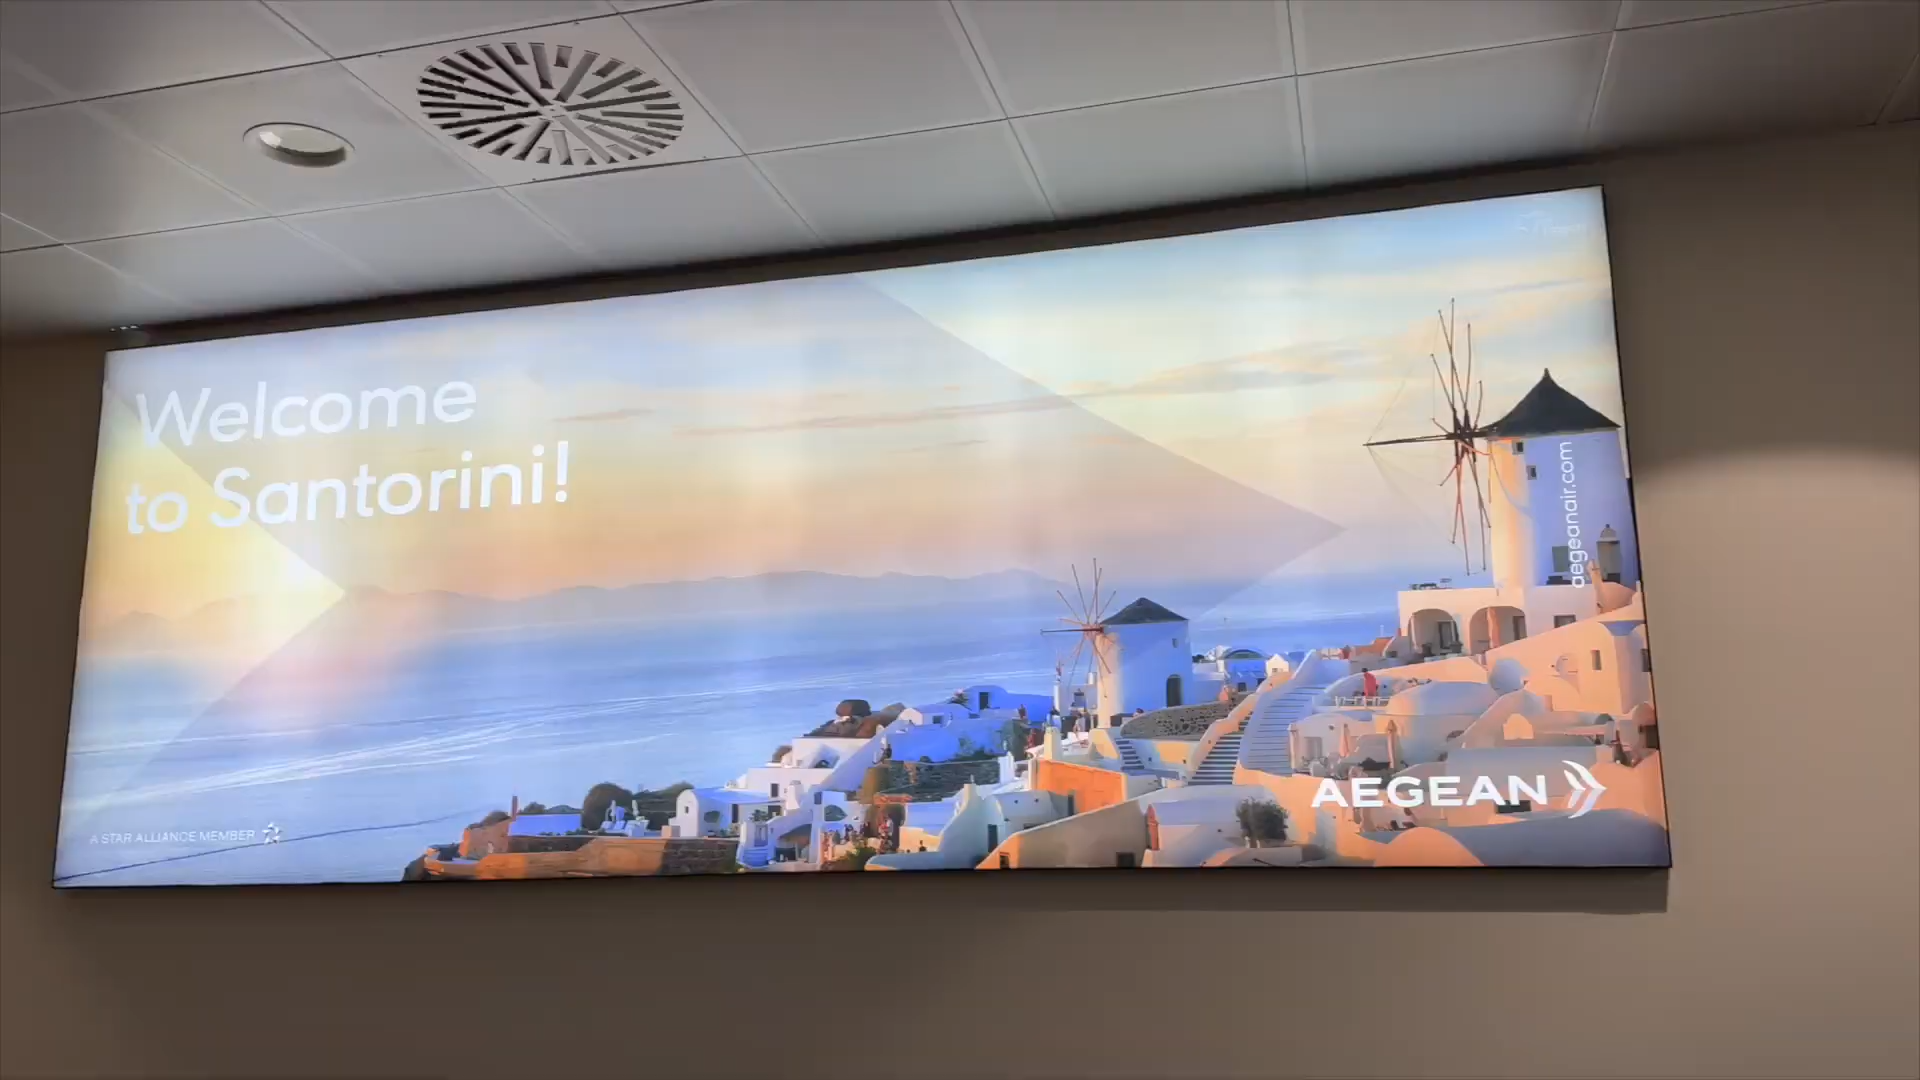 Welcome
to Santorini!
aegeanair.com
AEGEAN
A STAR ALLIANCE MEMBER